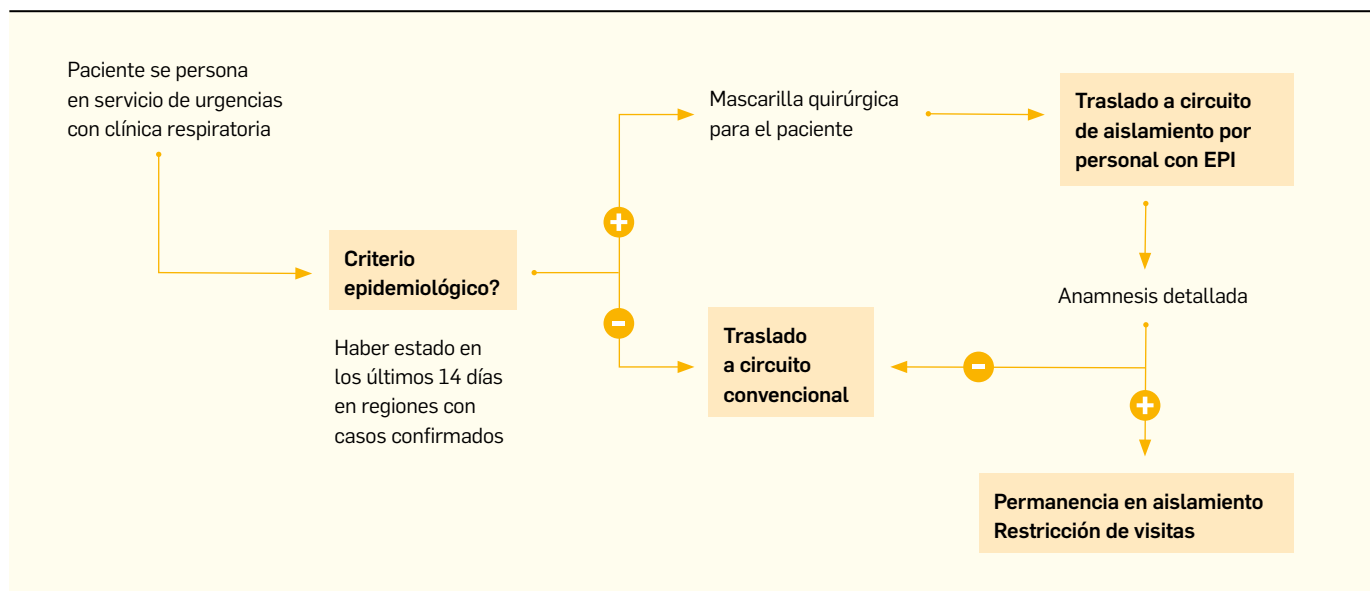 Paciente se persona
en servicio de urgencias
con clínica respiratoria
Criterio
epidemiológico?
Haber estado en
los últimos 14 días
en regiones con
casos confirmados
Mascarilla quirúrgica
para el paciente
Traslado a circuito
de aislamiento por
personal con EPI
Anamnesis detallada
Traslado
a circuito
convencional
Permanencia en aislamiento
Restricción de visitas